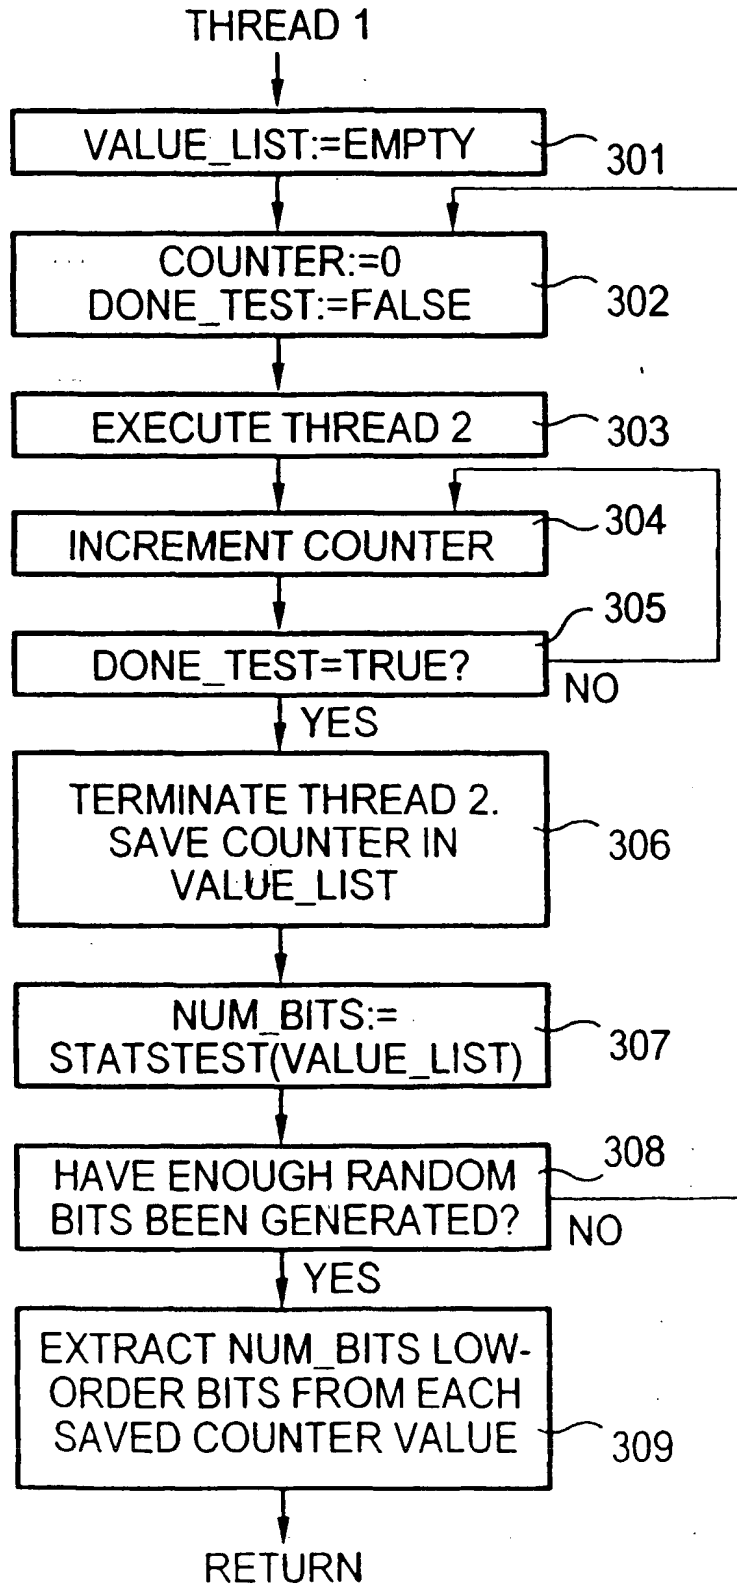 THREAD 1
VALUE_LIST:=EMPTY
301
COUNTER:=0
DONE_TEST:=FALSE
302
EXECUTE THREAD 2
303
INCREMENT COUNTER
304
DONE_TEST=TRUE?
305
NO
YES
TERMINATE THREAD 2.
SAVE COUNTER IN
VALUE_LIST
306
NUM_BITS:=
STATSTEST(VALUE_LIST)
307
HAVE ENOUGH RANDOM
BITS BEEN GENERATED?
308
NO
YES
EXTRACT NUM_BITS LOW-
ORDER BITS FROM EACH
SAVED COUNTER VALUE
309
RETURN